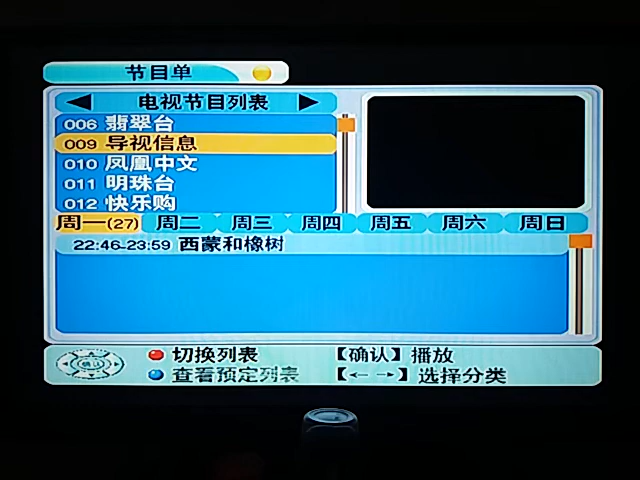 节目单
电视节目列表
006 翡翠台
009 导视信息
010 凤凰中文
011 明珠台
012 快乐购
周一(27) 周二 周三 周四 周五 周六 周日
22:46-23:59 西蒙和橡树
切换列表 【确认】播放
查看预定列表 【←→】选择分类